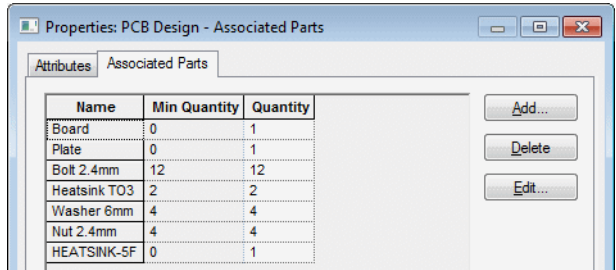 Properties: PCB Design - Associated Parts
Attributes Associated Parts
Name Min Quantity Quantity Add...
Board 0 1
Plate 0 1 Delete
Bolt 2.4mm 12 12
Heatsink TO3 2 2 Edit...
Washer 6mm 4 4
Nut 2.4mm 4 4
HEATSINK-5F 0 1